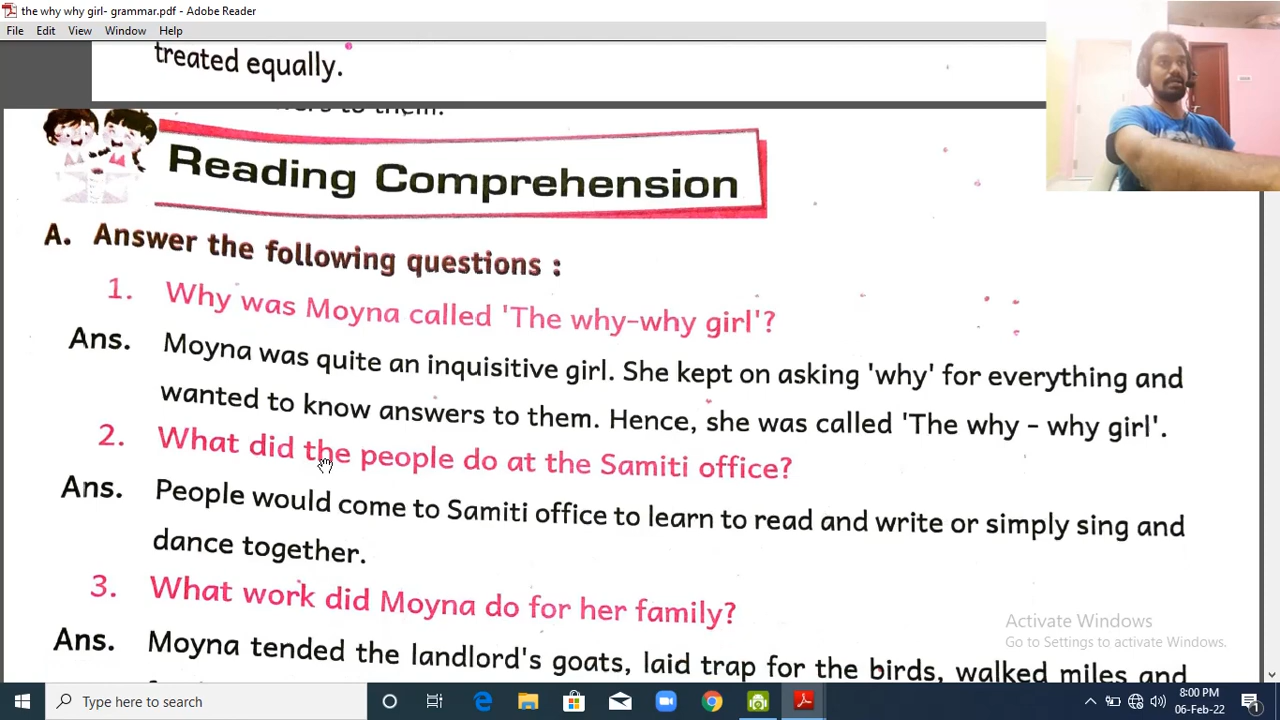 the why why girl- grammar.pdf - Adobe Reader
File Edit View Window Help
treated equally.
to them.
Reading Comprehension
A. Answer the following questions :
1. Why was Moyna called 'The why-why girl'?
Ans. Moyna was quite an inquisitive girl. She kept on asking 'why' for everything and
wanted to know answers to them. Hence, she was called 'The why - why girl'.
2. What did the people do at the Samiti office?
Ans. People would come to Samiti office to learn to read and write or simply sing and
dance together.
3. What work did Moyna do for her family?
Ans. Moyna tended the landlord's goats, laid trap for the birds, walked miles and
Activate Windows
Go to Settings to activate Windows.
Type here to search
8:00 PM
06-Feb-22
1